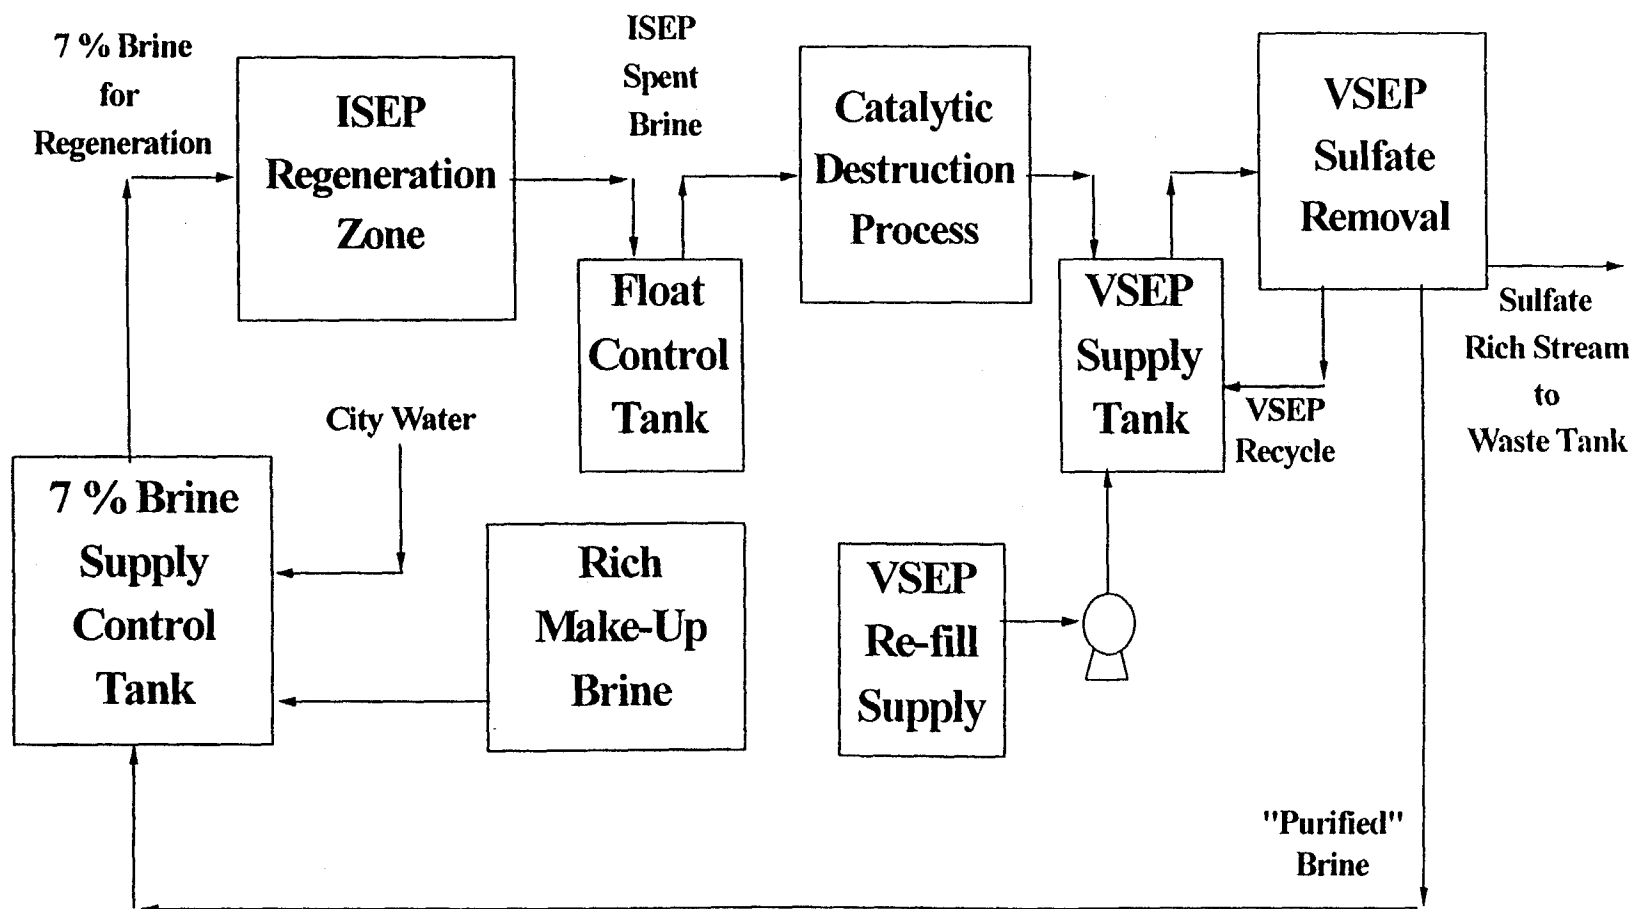 7 % Brine
for
Regeneration
ISEP
Regeneration
Zone
ISEP
Spent
Brine
Catalytic
Destruction
Process
VSEP
Sulfate
Removal
Float
Control
Tank
VSEP
Supply
Tank
Sulfate
Rich Stream
to
Waste Tank
VSEP
Recycle
City Water
7 % Brine
Supply
Control
Tank
Rich
Make-Up
Brine
VSEP
Re-fill
Supply
"Purified"
Brine